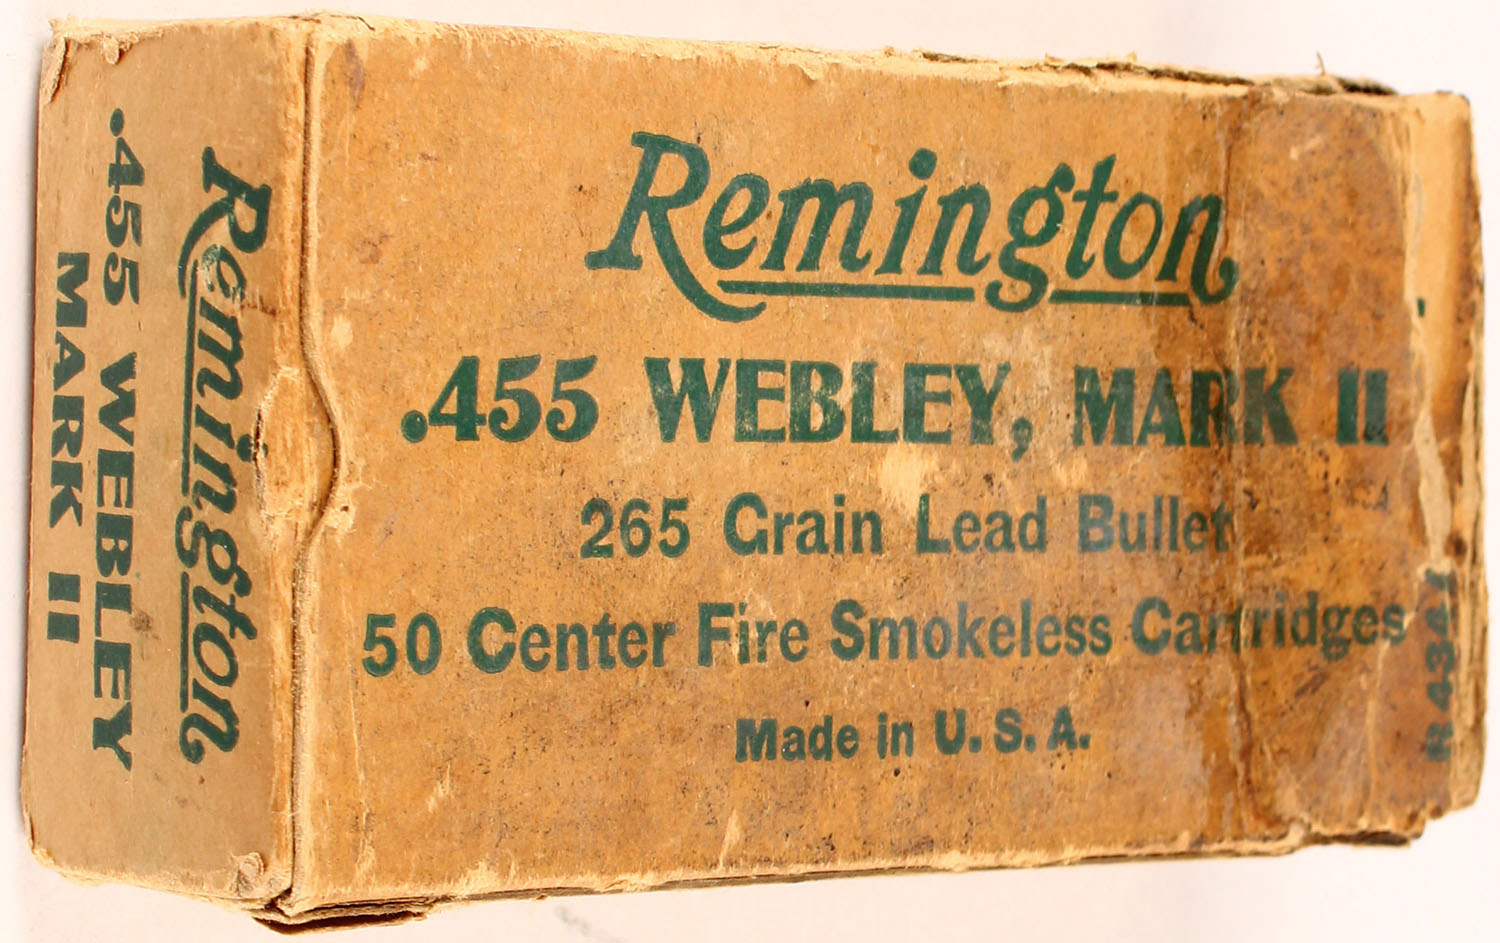 Remington
.455 WEBLEY, MARK II
265 Grain Lead Bullet
50 Center Fire Smokeless Cartridges
Made in U.S.A.
Remington
.455 WEBLEY
MARK II